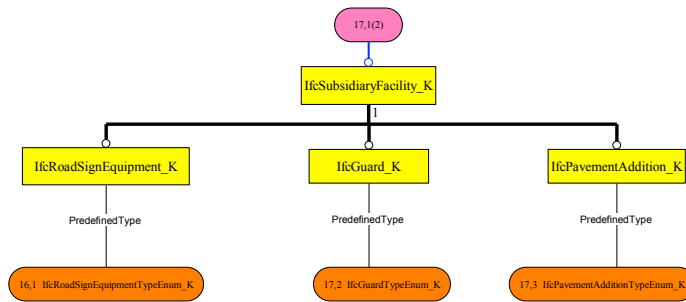 17,1(2)
IfcSubsidiaryFacility_K
1
IfcRoadSignEquipment_K
IfcGuard_K
IfcPavementAddition_K
PredefinedType
PredefinedType
PredefinedType
16,1 IfcRoadSignEquipmentTypeEnum_K
17,2 IfcGuardTypeEnum_K
17,3 IfcPavementAdditionTypeEnum_K